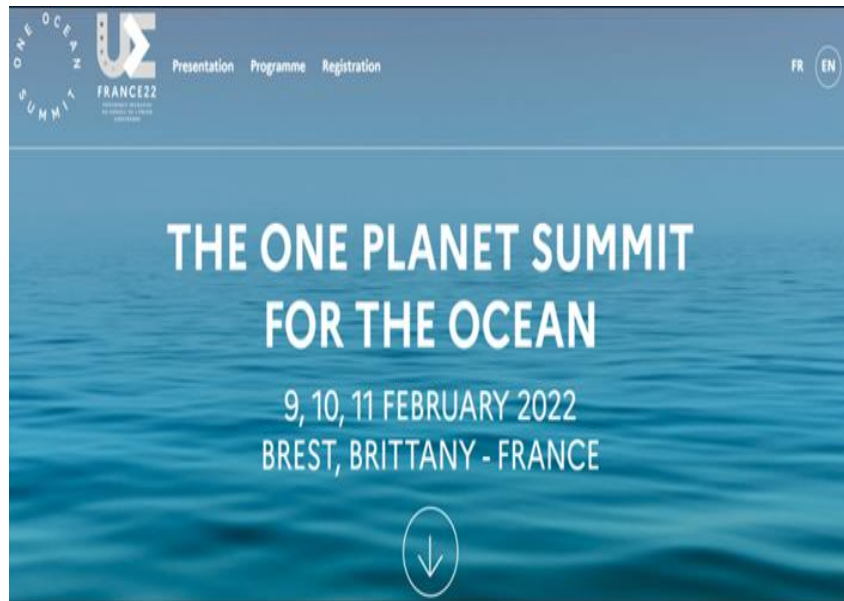 ONE OCEAN SUMMIT
UE
FRANCE22
Presentation Programme Registration
FR EN
THE ONE PLANET SUMMIT
FOR THE OCEAN
9, 10, 11 FEBRUARY 2022
BREST, BRITTANY - FRANCE